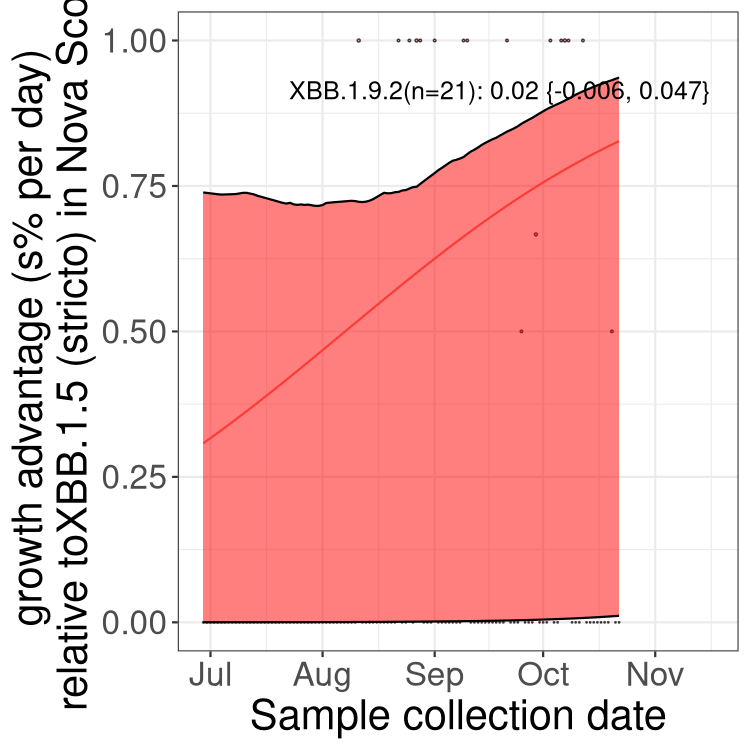 growth advantage (s% per day)
relative toXBB.1.5 (stricto) in Nova Sco
1.00
0.75
0.50
0.25
0.00
XBB.1.9.2(n=21): 0.02 {-0.006, 0.047}
Jul Aug Sep Oct Nov
Sample collection date